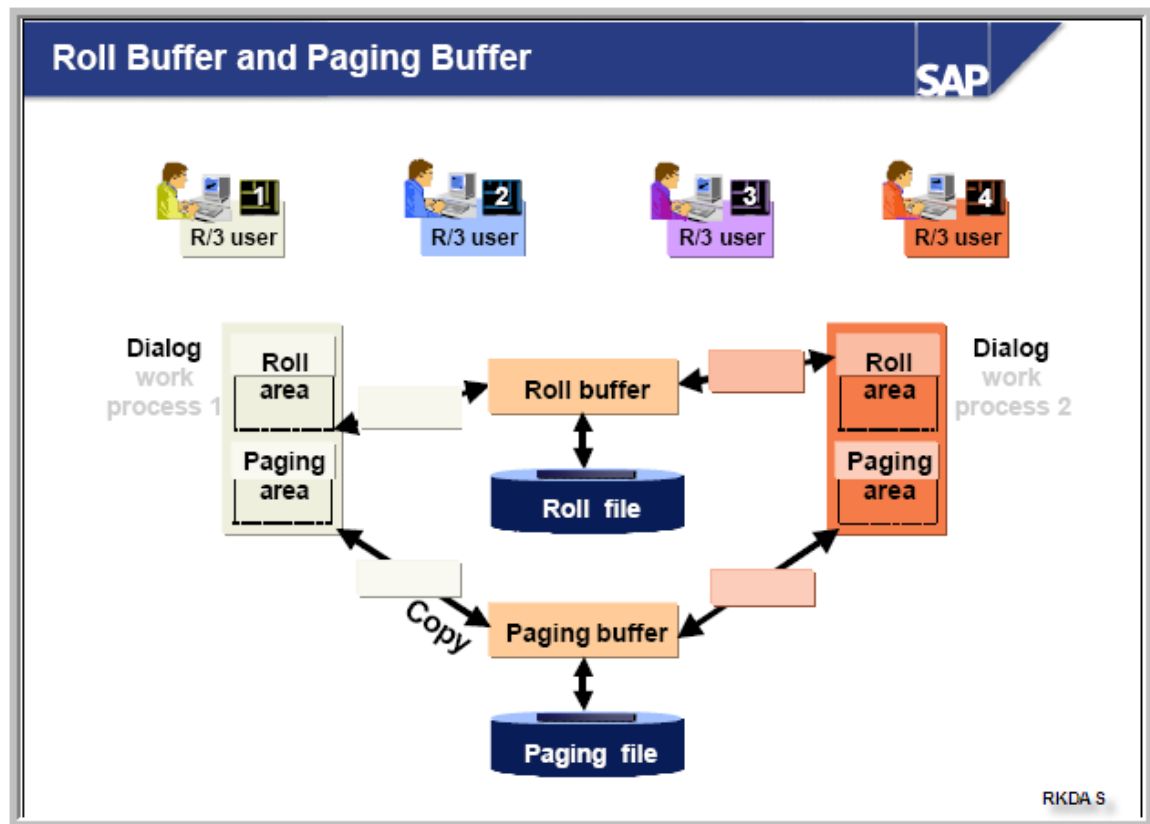 Roll Buffer and Paging Buffer
SAP
1
2
3
4
R/3 user
R/3 user
R/3 user
R/3 user
Dialog
work
process 1
Roll
area
Paging
area
Roll buffer
Roll file
Copy
Paging buffer
Paging file
Roll
area
Paging
area
Dialog
work
process 2
RKDA S